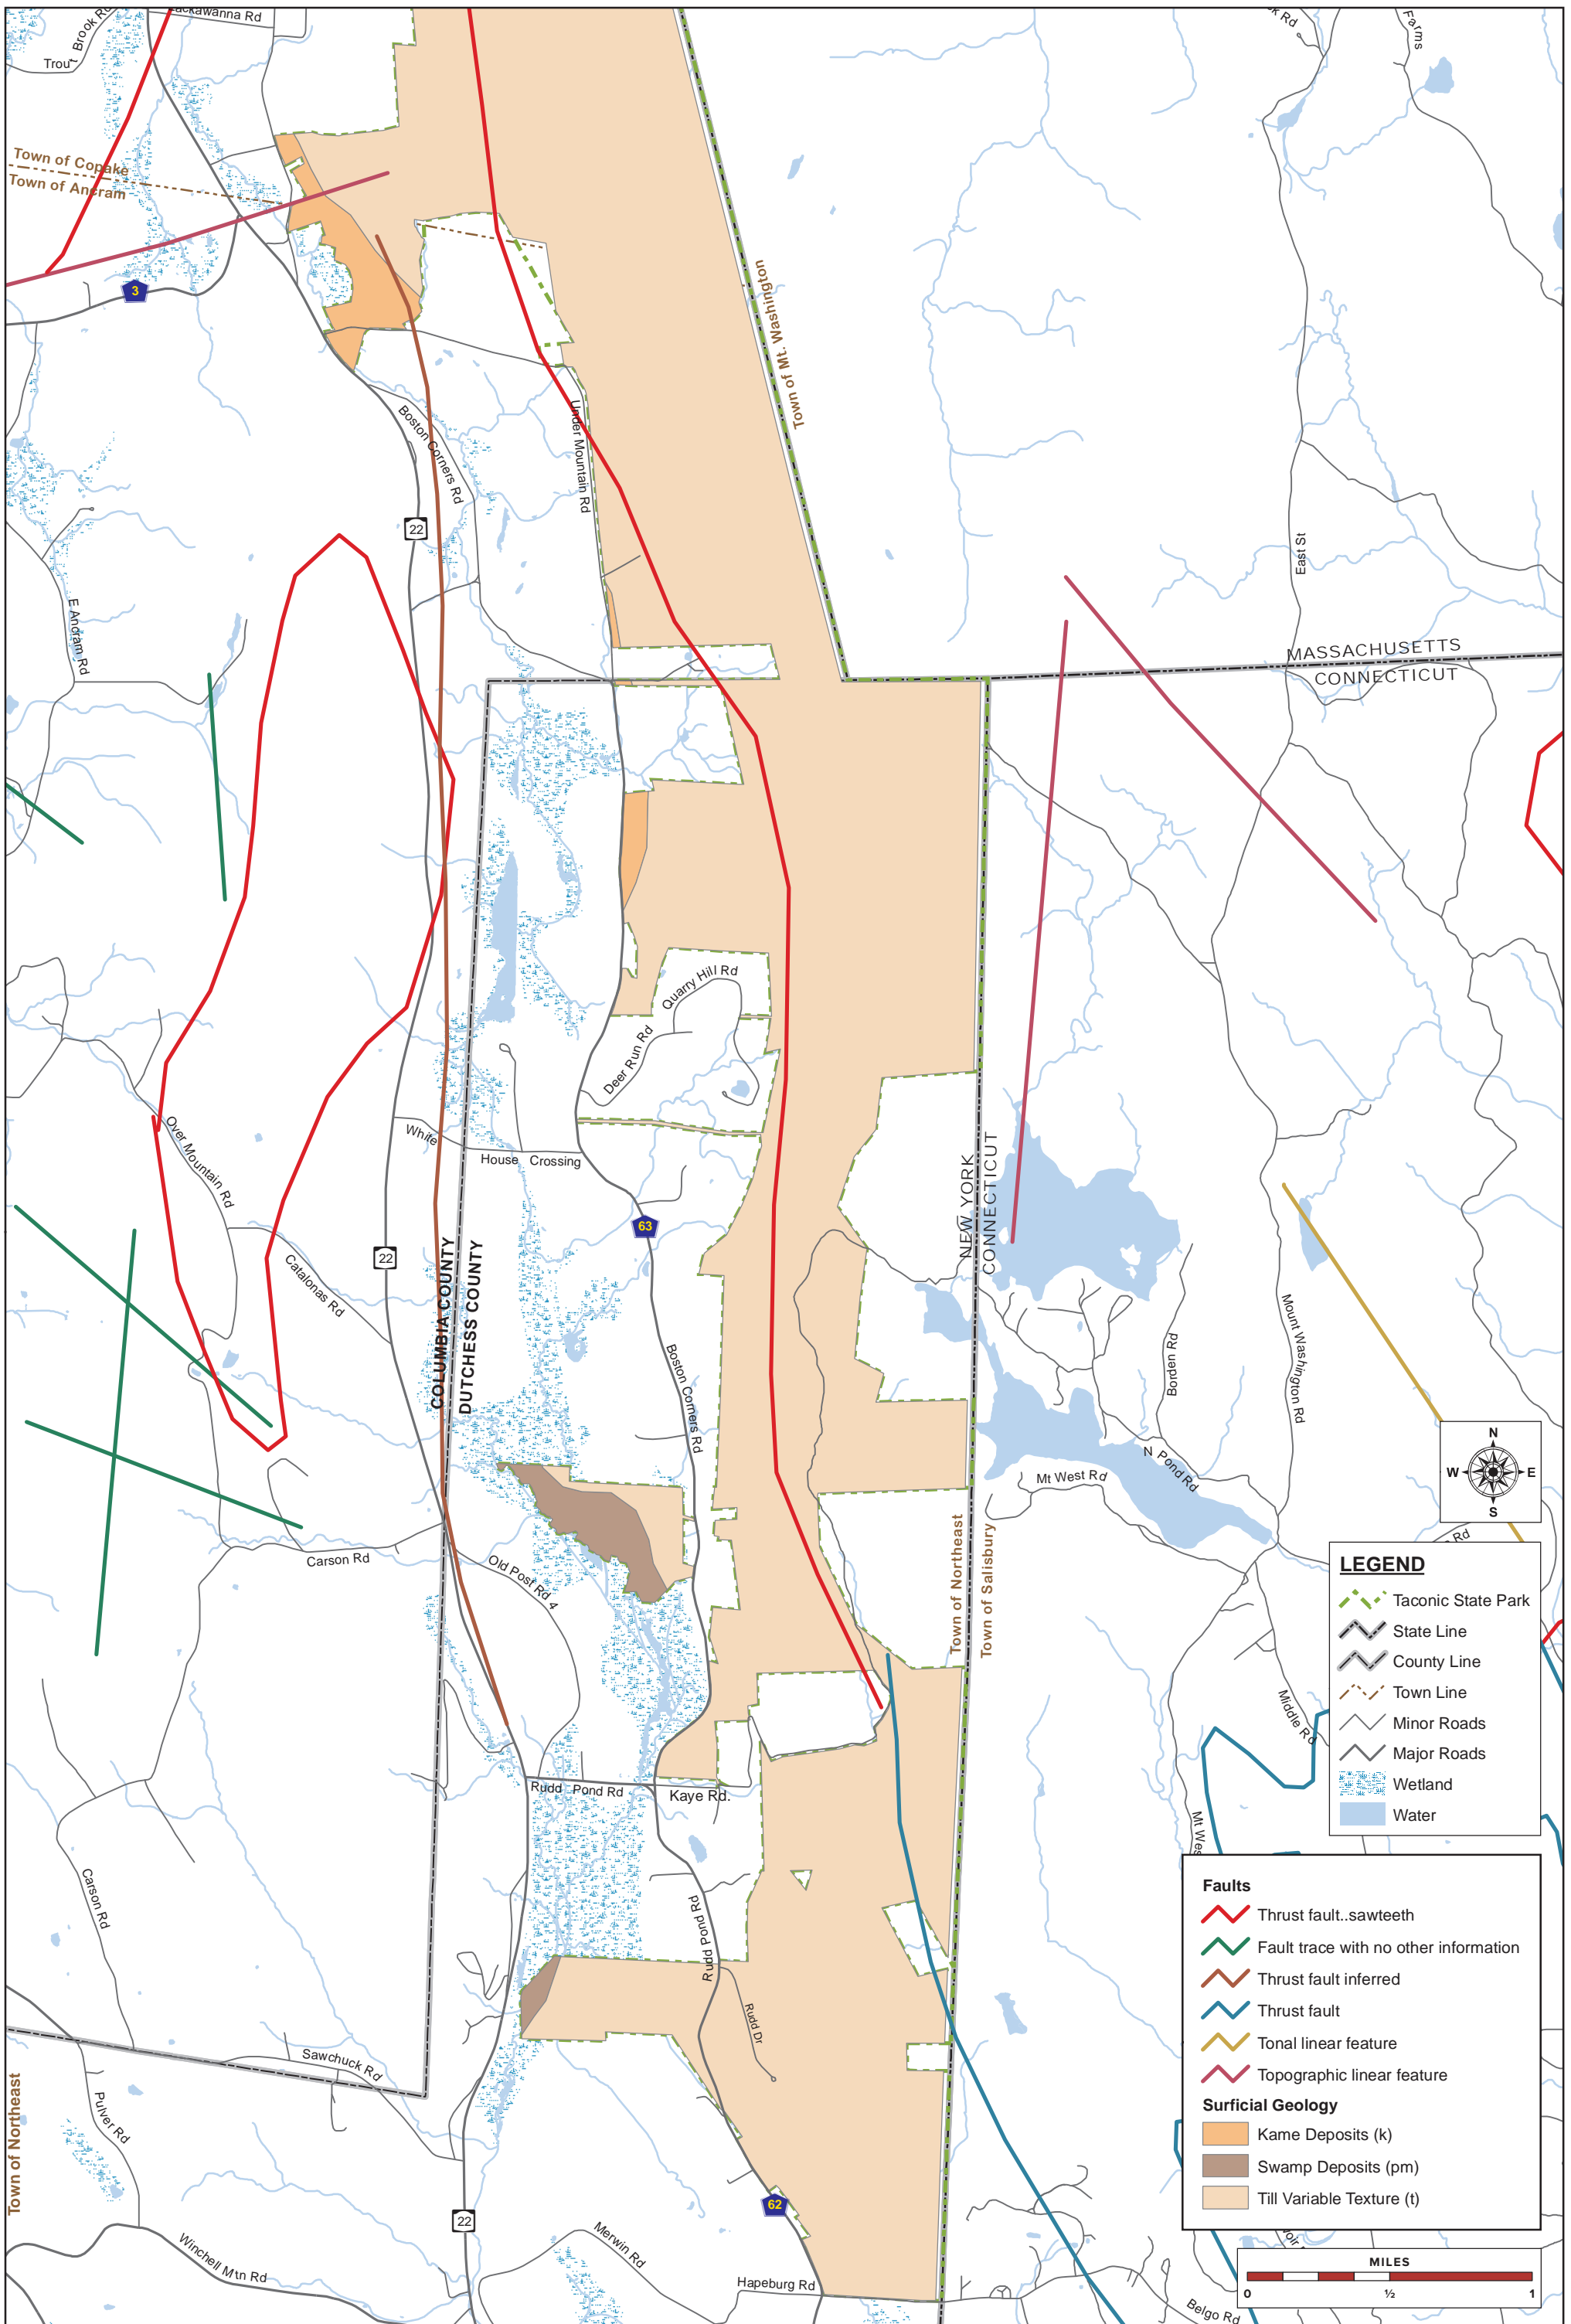 Lackawanna Rd
Trout Brook Rd
Farms
Town of Copake
Town of Ancram
3
Town of Mt. Washington
Boston Corners Rd
Under Mountain Rd
22
East St
E Ancram Rd
MASSACHUSETTS
CONNECTICUT
Quarry Hill Rd
Deer Run Rd
Over Mountain Rd
White House Crossing
NEW YORK
CONNECTICUT
63
22
Catalonas Rd
COLUMBIA COUNTY
DUTCHESS COUNTY
Boston Corners Rd
Borden Rd
Mount Washington Rd
N Pond Rd
Mt West Rd
N
W
E
S
Rd
Carson Rd
Old Post Rd 4
Town of Northeast
Town of Salisbury
Middle Rd
LEGEND
Taconic State Park
State Line
County Line
Town Line
Minor Roads
Major Roads
Wetland
Water
Rudd Pond Rd
Kaye Rd.
Mt Wes
Carson Rd
Rudd Pond Rd
Rudd Dr
Faults
Thrust fault..sawteeth
Fault trace with no other information
Thrust fault inferred
Thrust fault
Tonal linear feature
Topographic linear feature
Surficial Geology
Kame Deposits (k)
Swamp Deposits (pm)
Till Variable Texture (t)
Sawchuck Rd
Pulver Rd
Town of Northeast
62
22
Winchell Mtn Rd
Merwin Rd
Hapeburg Rd
Belgo Rd
MILES
0
½
1